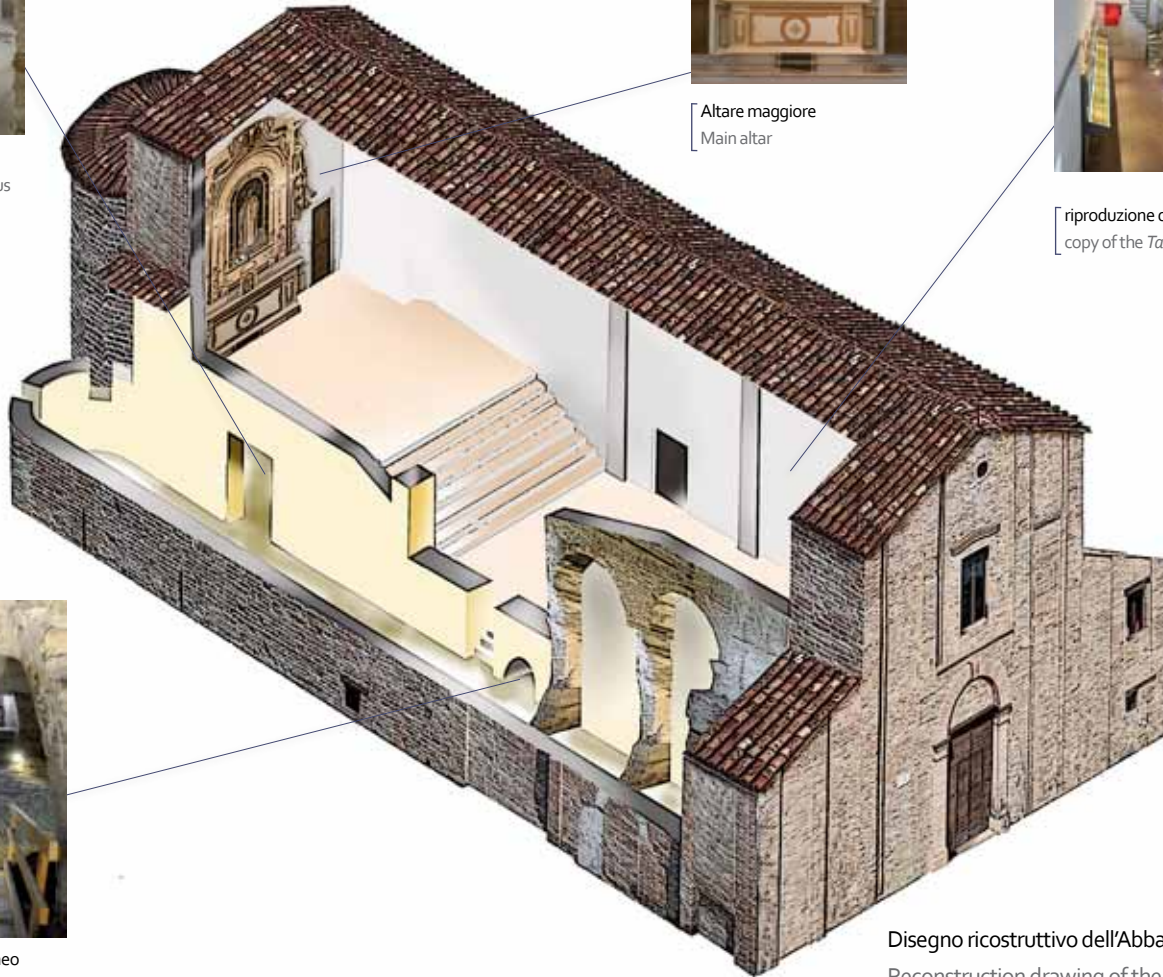 Altare maggiore
Main altar
us
riproduzione d
copy of the Ta
eo
Disegno ricostruttivo dell'Abba
Reconstruction drawing of the